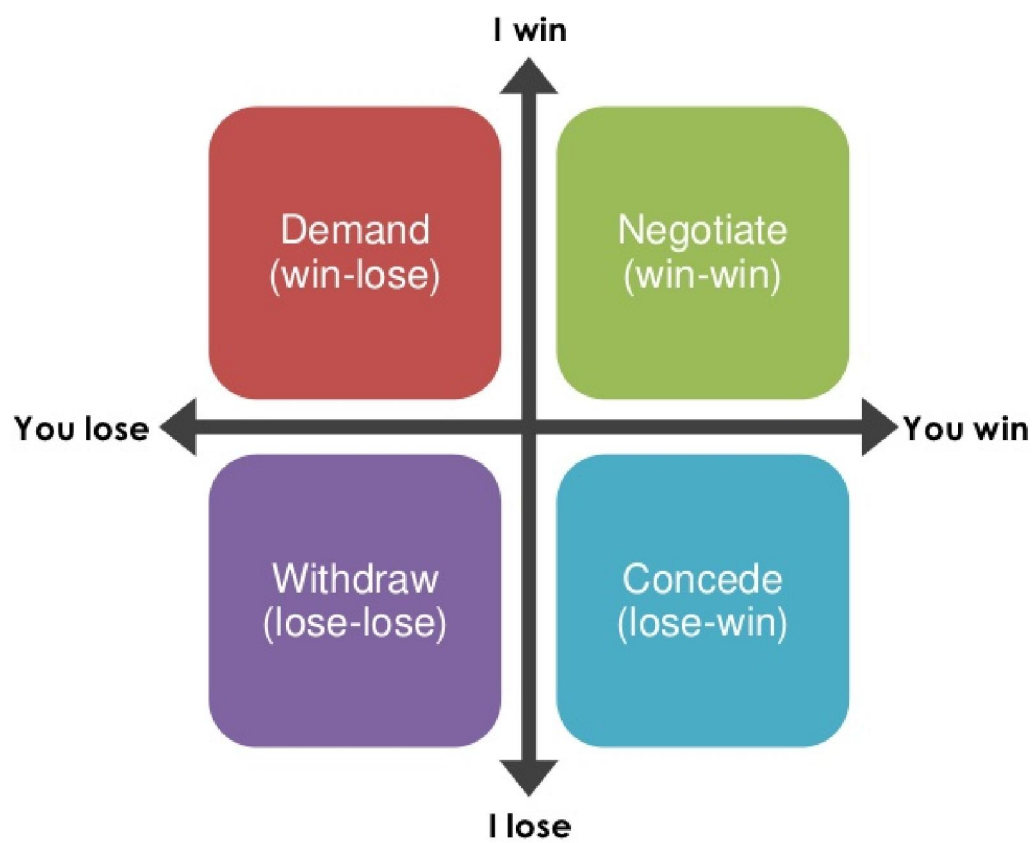 I win
Demand
(win-lose)
Negotiate
(win-win)
You lose
You win
Withdraw
(lose-lose)
Concede
(lose-win)
I lose